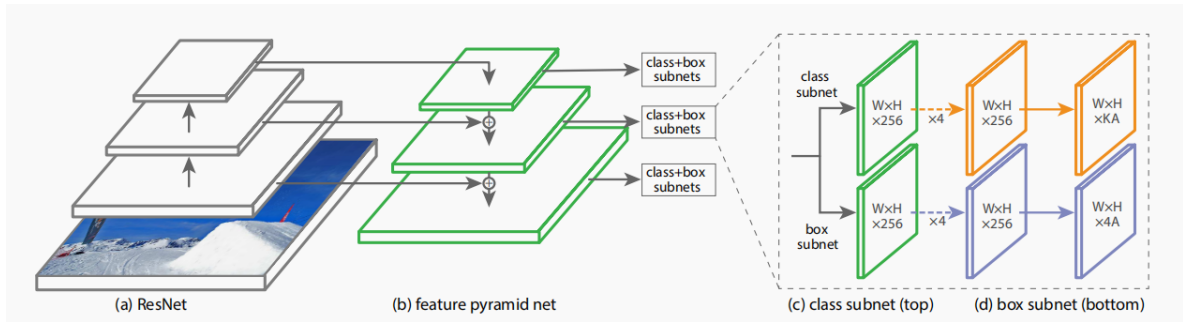 class+box
subnets
class+box
subnets
class+box
subnets
class
subnet
W×H
×256
×4
W×H
×256
W×H
×KA
box
subnet
W×H
×256
×4
W×H
×256
W×H
×4A
(a) ResNet
(b) feature pyramid net
(c) class subnet (top)
(d) box subnet (bottom)